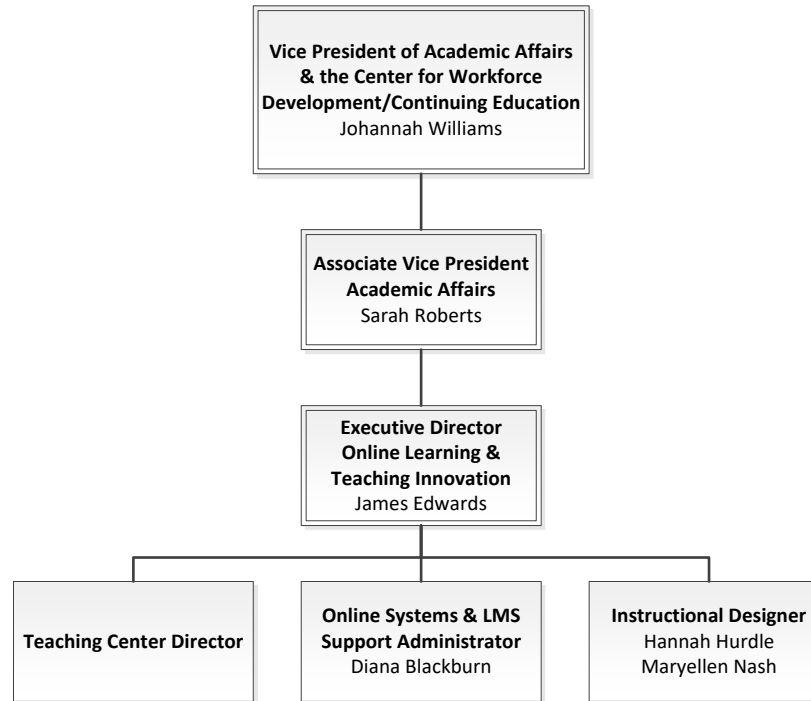 Vice President of Academic Affairs
& the Center for Workforce
Development/Continuing Education
Johannah Williams
Associate Vice President
Academic Affairs
Sarah Roberts
Executive Director
Online Learning &
Teaching Innovation
James Edwards
Teaching Center Director
Online Systems & LMS
Support Administrator
Diana Blackburn
Instructional Designer
Hannah Hurdle
Maryellen Nash